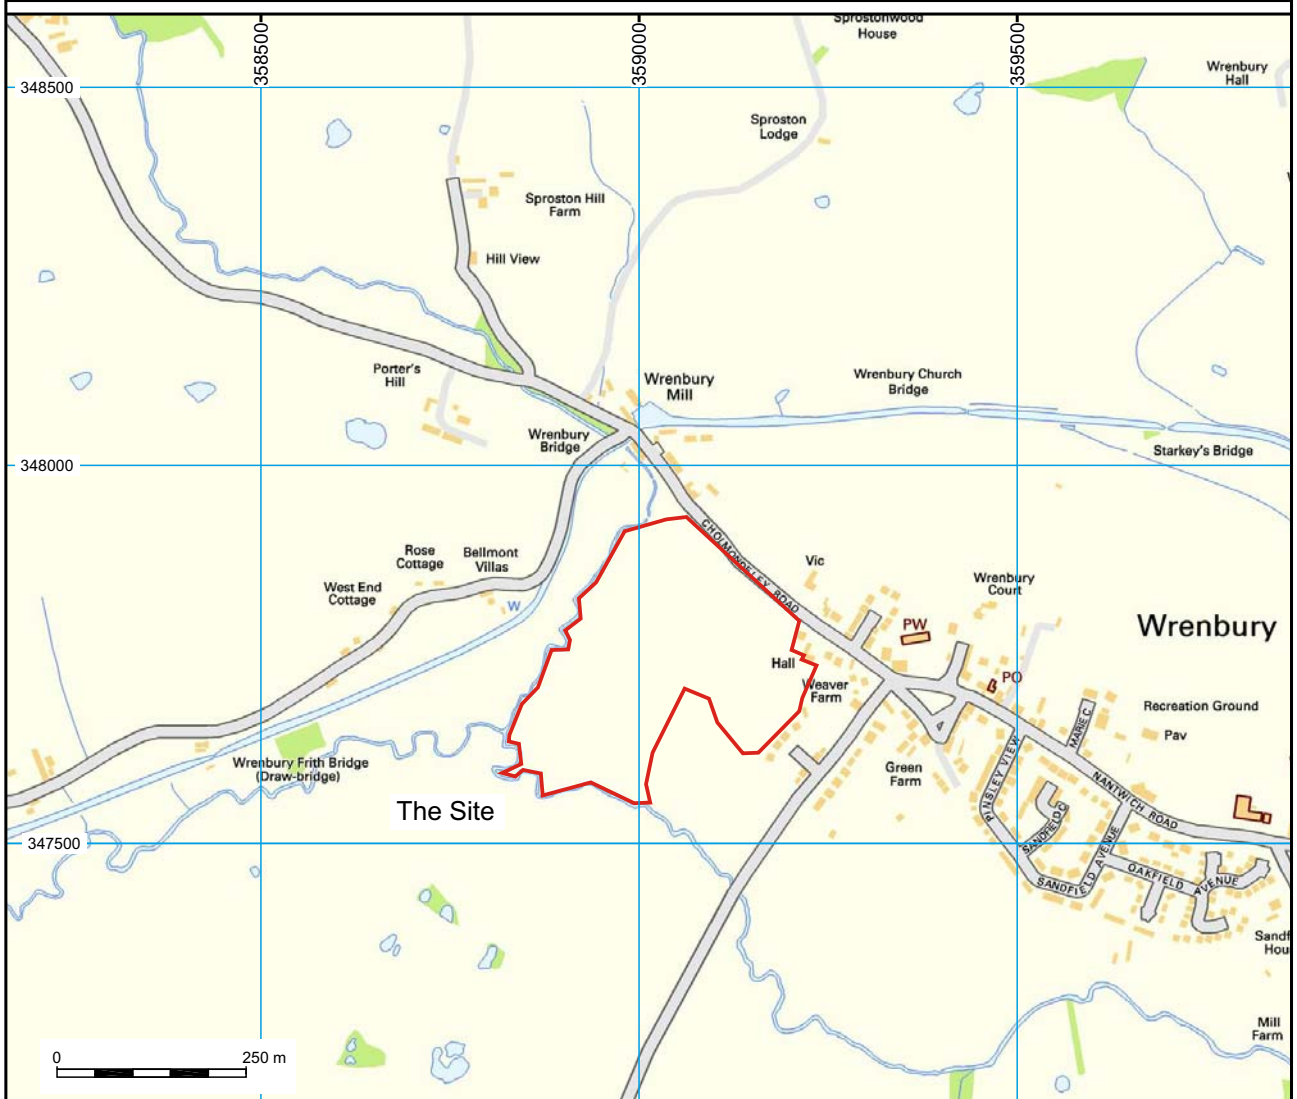 Sprostonwood
House
358500
359000
359500
Wrenbury
Hall
348500
Sproston
Lodge
Sproston Hill
Farm
Hill View
Porter's
Hill
Wrenbury
Mill
Wrenbury Church
Bridge
Wrenbury
Bridge
Starkey's Bridge
348000
CHOLMONDELEY ROAD
Rose
Cottage
Bellmont
Villas
West End
Cottage
W
Vic
Wrenbury
Court
PW
Wrenbury
Hall
PO
Weaver
Farm
Recreation Ground
MARIE C
Pav
PINSLEY VIEW
Wrenbury Frith Bridge
(Draw-bridge)
Green
Farm
NANTWICH ROAD
The Site
SANDFIELD C
347500
SANDFIELD AVENUE
OAKFIELD AVENUE
Sandf
Hou
Mill
Farm
0
250 m